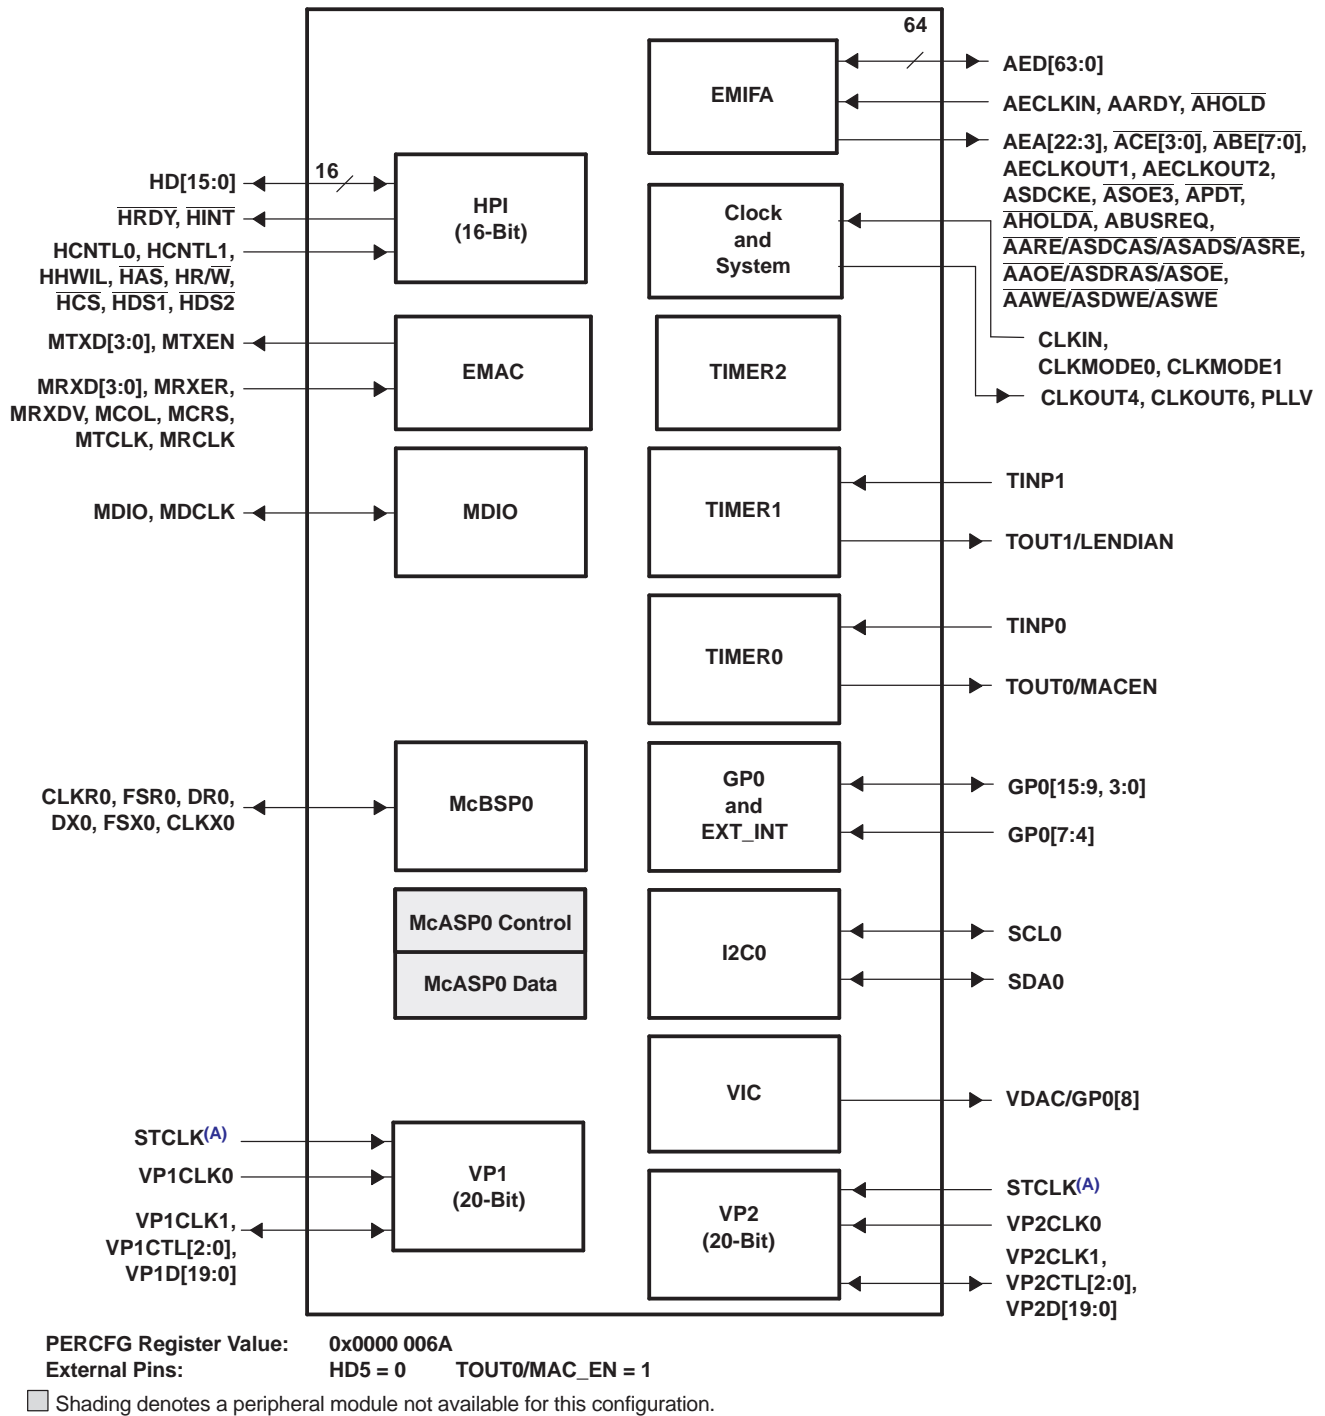 64
AED[63:0]
EMIFA
AECLKIN, AARDY, AHOLD
AEA[22:3], ACE[3:0], ABE[7:0],
AECLKOUT1, AECLKOUT2,
ASDCKE, ASOE3, APDT,
AHOLDA, ABUSREQ,
AARE/ASDCAS/ASADS/ASRE,
AAOE/ASDRAS/ASOE,
AAWE/ASDWE/ASWE
16
HD[15:0]
HRDY, HINT
HCNTL0, HCNTL1,
HHWIL, HAS, HR/W,
HCS, HDS1, HDS2
HPI
(16-Bit)
Clock
and
System
CLKIN,
CLKMODE0, CLKMODE1
CLKOUT4, CLKOUT6, PLLV
MTXD[3:0], MTXEN
MRXD[3:0], MRXER,
MRXDV, MCOL, MCRS,
MTCLK, MRCLK
EMAC
TIMER2
MDIO, MDCLK
MDIO
TIMER1
TINP1
TOUT1/LENDIAN
TIMER0
TINP0
TOUT0/MACEN
CLKR0, FSR0, DR0,
DX0, FSX0, CLKX0
McBSP0
GP0
and
EXT_INT
GP0[15:9, 3:0]
GP0[7:4]
McASP0 Control
McASP0 Data
I2C0
SCL0
SDA0
VIC
VDAC/GP0[8]
STCLK(A)
VP1CLK0
VP1CLK1,
VP1CTL[2:0],
VP1D[19:0]
VP1
(20-Bit)
VP2
(20-Bit)
STCLK(A)
VP2CLK0
VP2CLK1,
VP2CTL[2:0],
VP2D[19:0]
PERCFG Register Value: 0x0000 006A
External Pins: HD5 = 0 TOUT0/MAC_EN = 1
Shading denotes a peripheral module not available for this configuration.